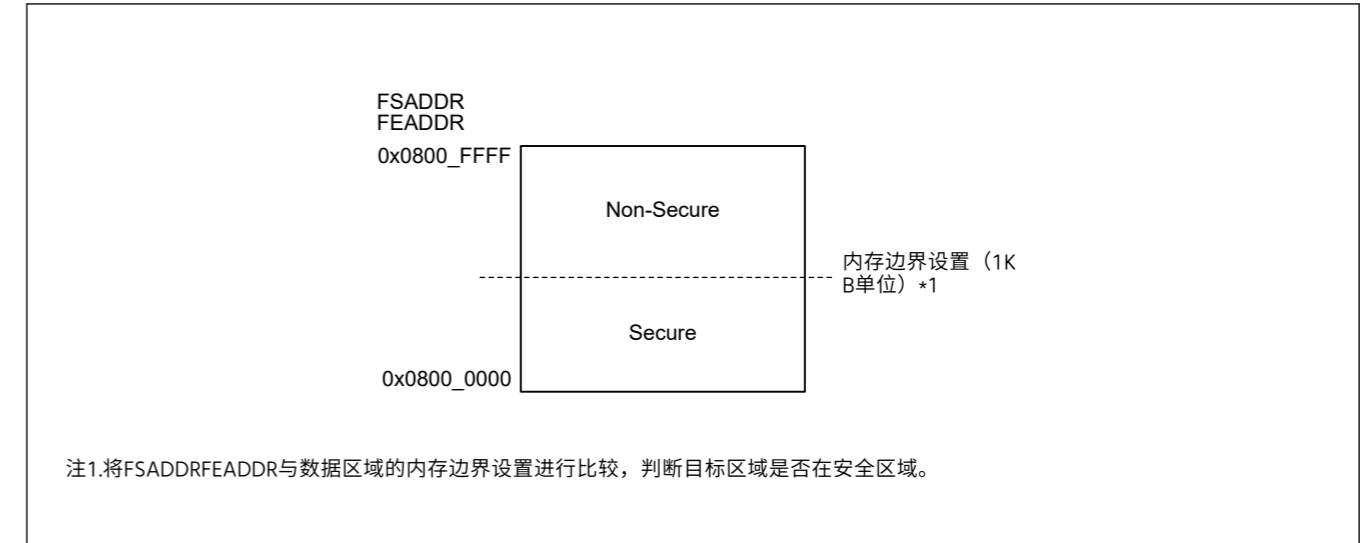 FSADDR
FEADDR
0x0800_FFFF
Non-Secure
内存边界设置（1K
B单位）*1
Secure
0x0800_0000
注1.将FSADDRFEADDR与数据区域的内存边界设置进行比较，判断目标区域是否在安全区域。